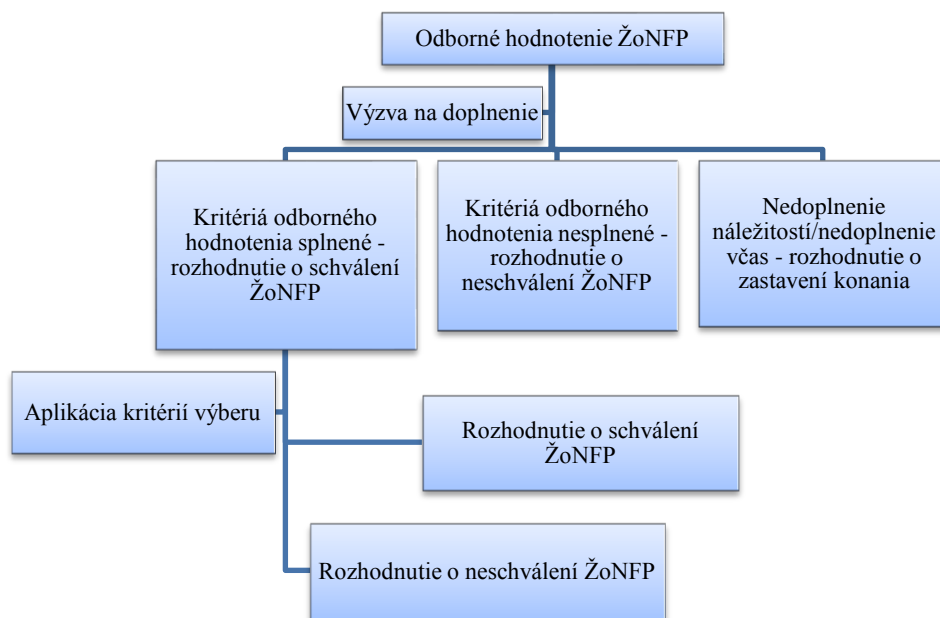 Odborné hodnotenie ŽoNFP
Výzva na doplnenie
Kritériá odborného
hodnotenia splnené -
rozhodnutie o schválení
ŽoNFP
Kritériá odborného
hodnotenia nesplnené -
rozhodnutie o
neschválení ŽoNFP
Nedoplnenie
náležitostí/nedoplnenie
včas - rozhodnutie o
zastavení konania
Aplikácia kritérií výberu
Rozhodnutie o schválení
ŽoNFP
Rozhodnutie o neschválení ŽoNFP